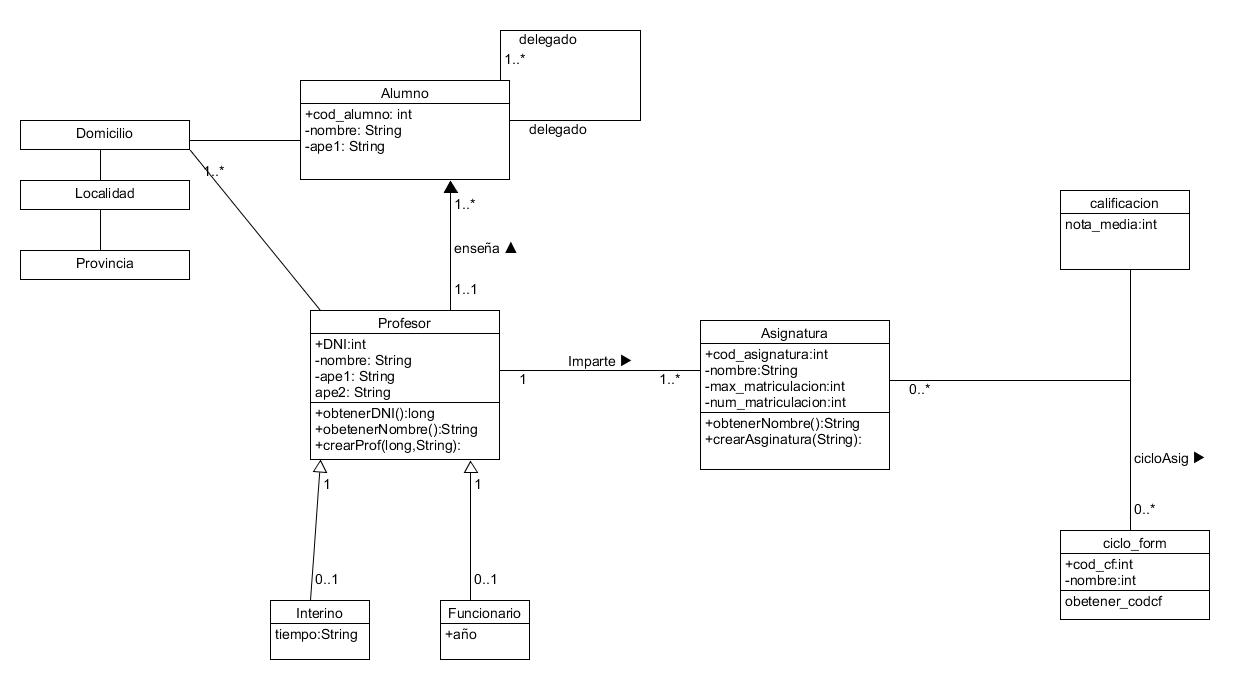 delegado
1..*
delegado
Alumno
+cod_alumno: int
-nombre: String
-ape1: String
Domicilio
1..*
Localidad
Provincia
1..*
enseña ▲
1..1
calificacion
nota_media:int
Profesor
+DNI:int
-nombre: String
-ape1: String
ape2: String
+obtenerDNI():long
+obetenerNombre():String
+crearProf(long,String):
Imparte ▶
1
1..*
Asignatura
+cod_asignatura:int
-nombre:String
-max_matriculacion:int
-num_matriculacion:int
+obtenerNombre():String
+crearAsginatura(String):
0..*
cicloAsig ▶
0..*
ciclo_form
+cod_cf:int
-nombre:int
obetener_codcf
1
1
0..1
0..1
Interino
tiempo:String
Funcionario
+año